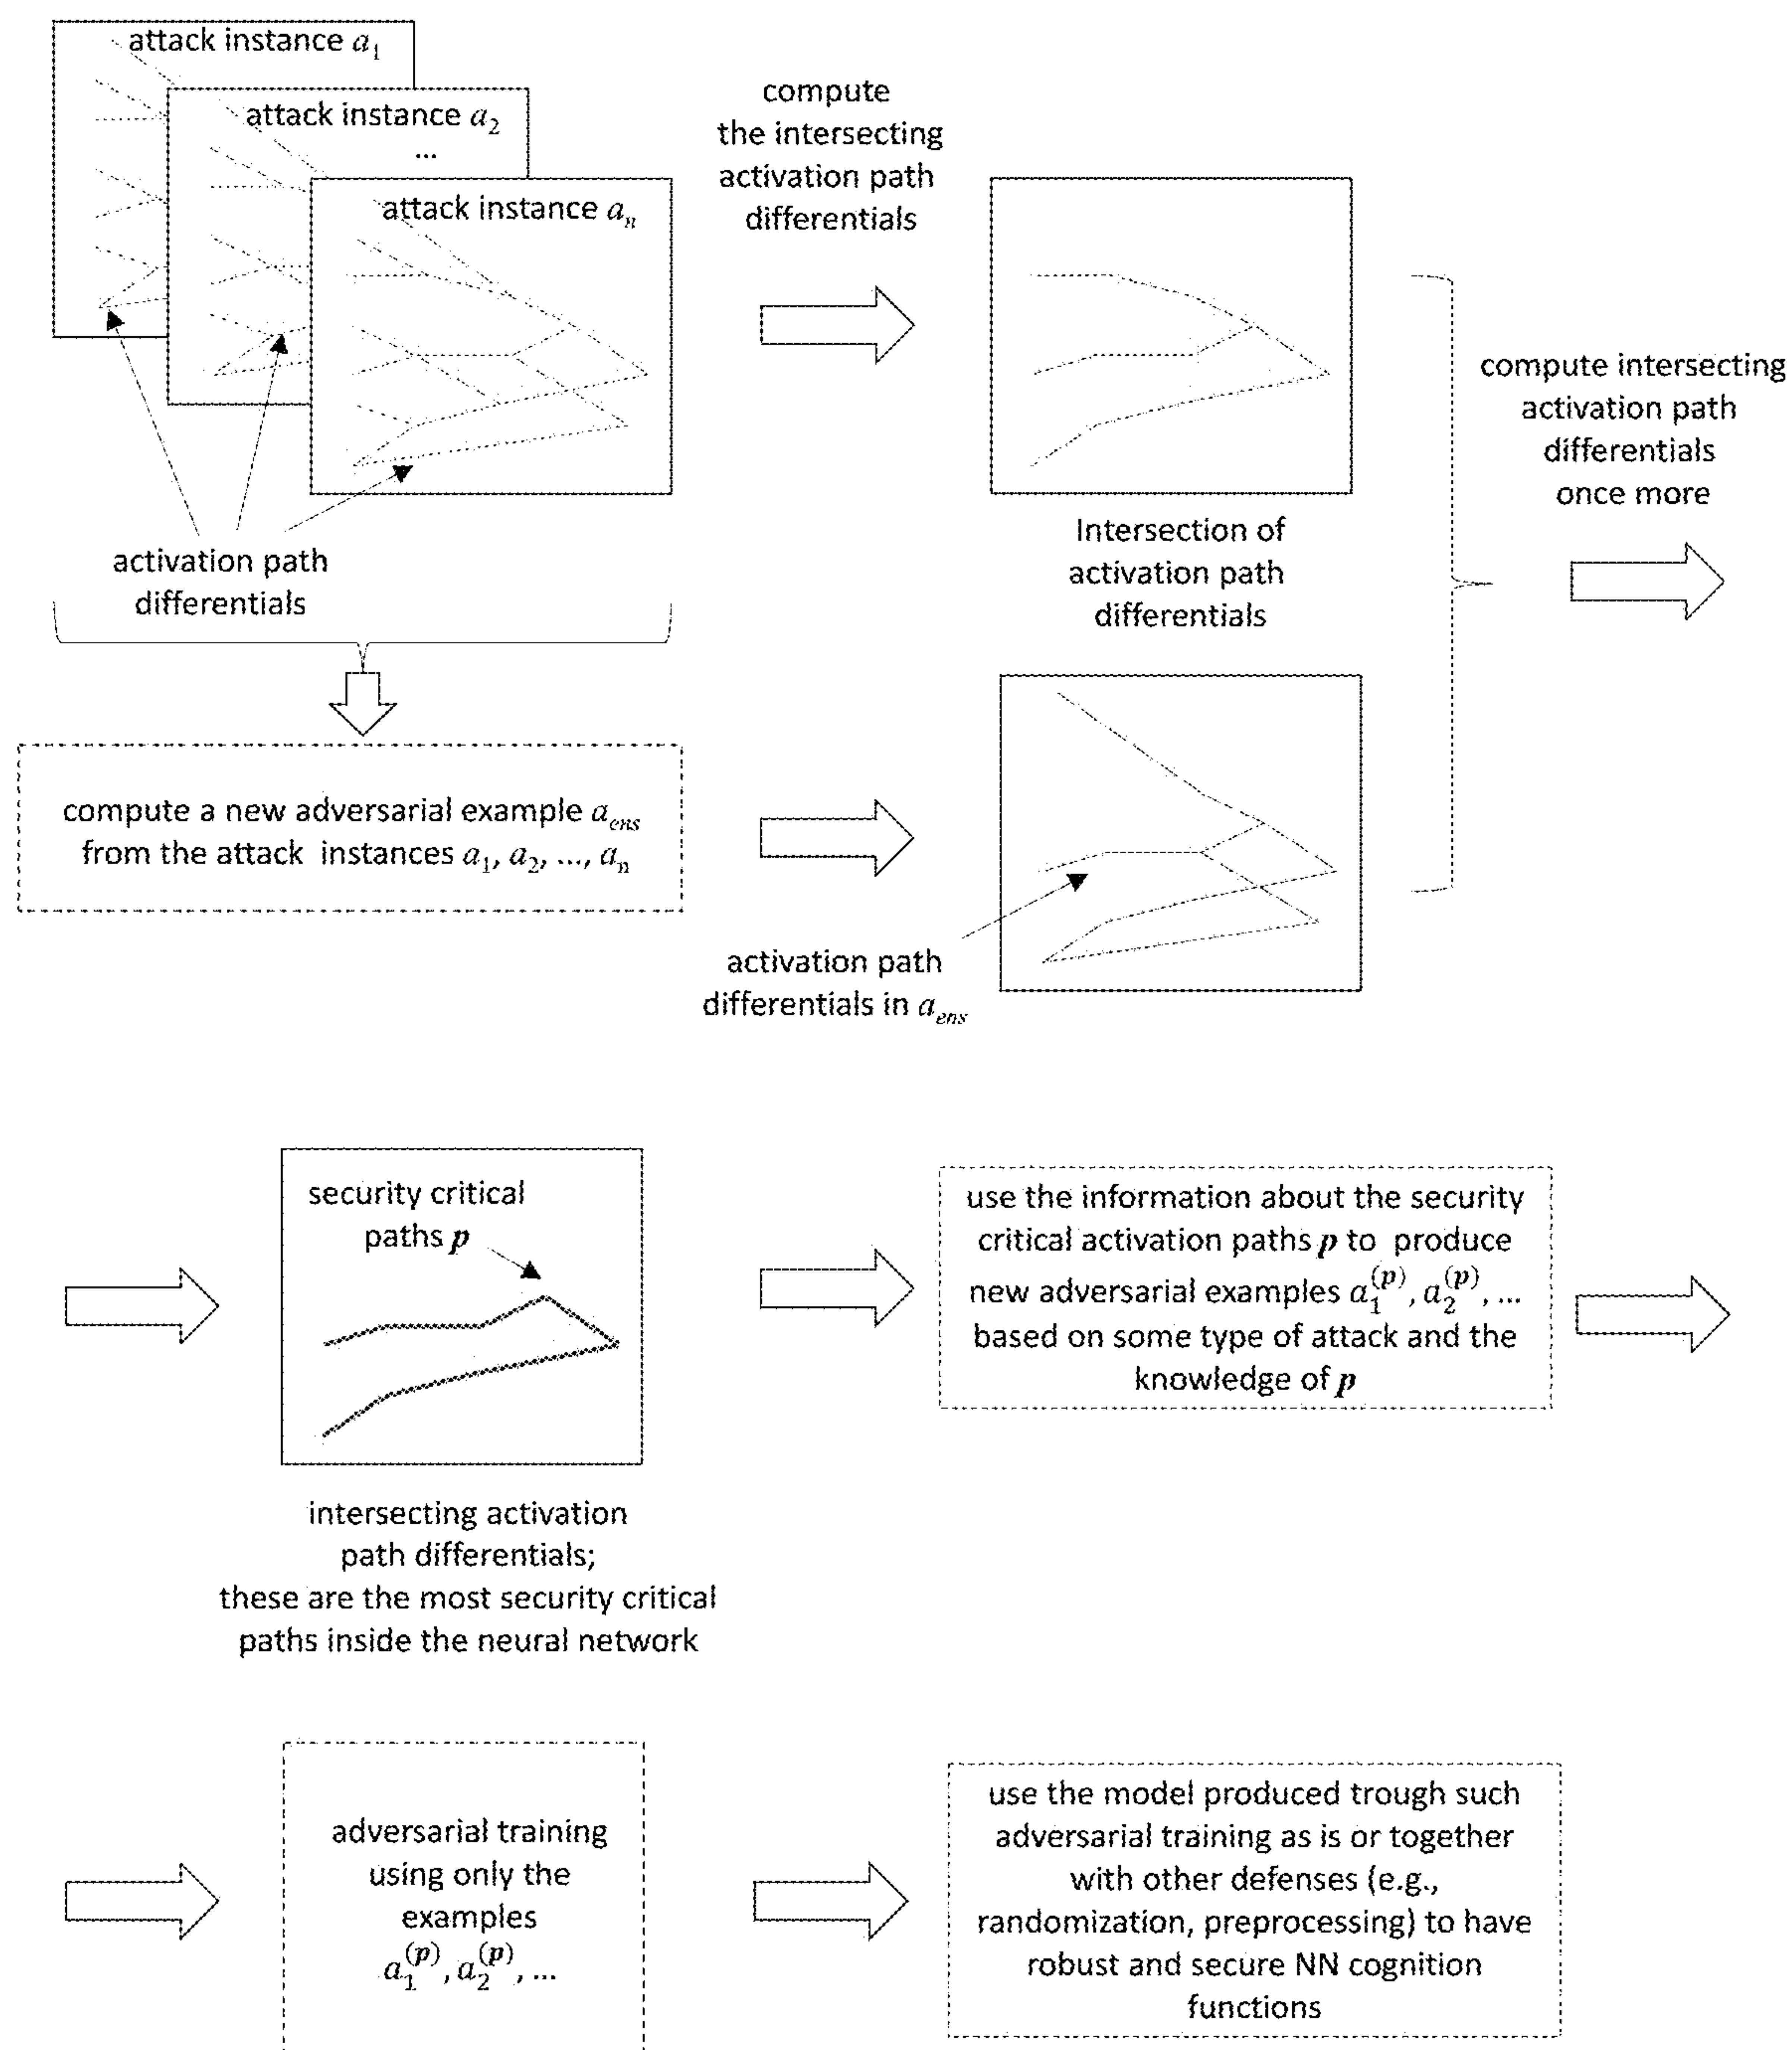 attack instance a1
attack instance a2
...
attack instance an
activation path
differentials
compute
the intersecting
activation path
differentials
Intersection of
activation path
differentials
compute intersecting
activation path
differentials
once more
compute a new adversarial example aens
from the attack instances a1, a2, ..., an
activation path
differentials in aens
security critical
paths p
intersecting activation
path differentials;
these are the most security critical
paths inside the neural network
use the information about the security
critical activation paths p to produce
new adversarial examples a1(p), a2(p), ...
based on some type of attack and the
knowledge of p
adversarial training
using only the
examples
a1(p), a2(p), ...
use the model produced trough such
adversarial training as is or together
with other defenses (e.g.,
randomization, preprocessing) to have
robust and secure NN cognition
functions